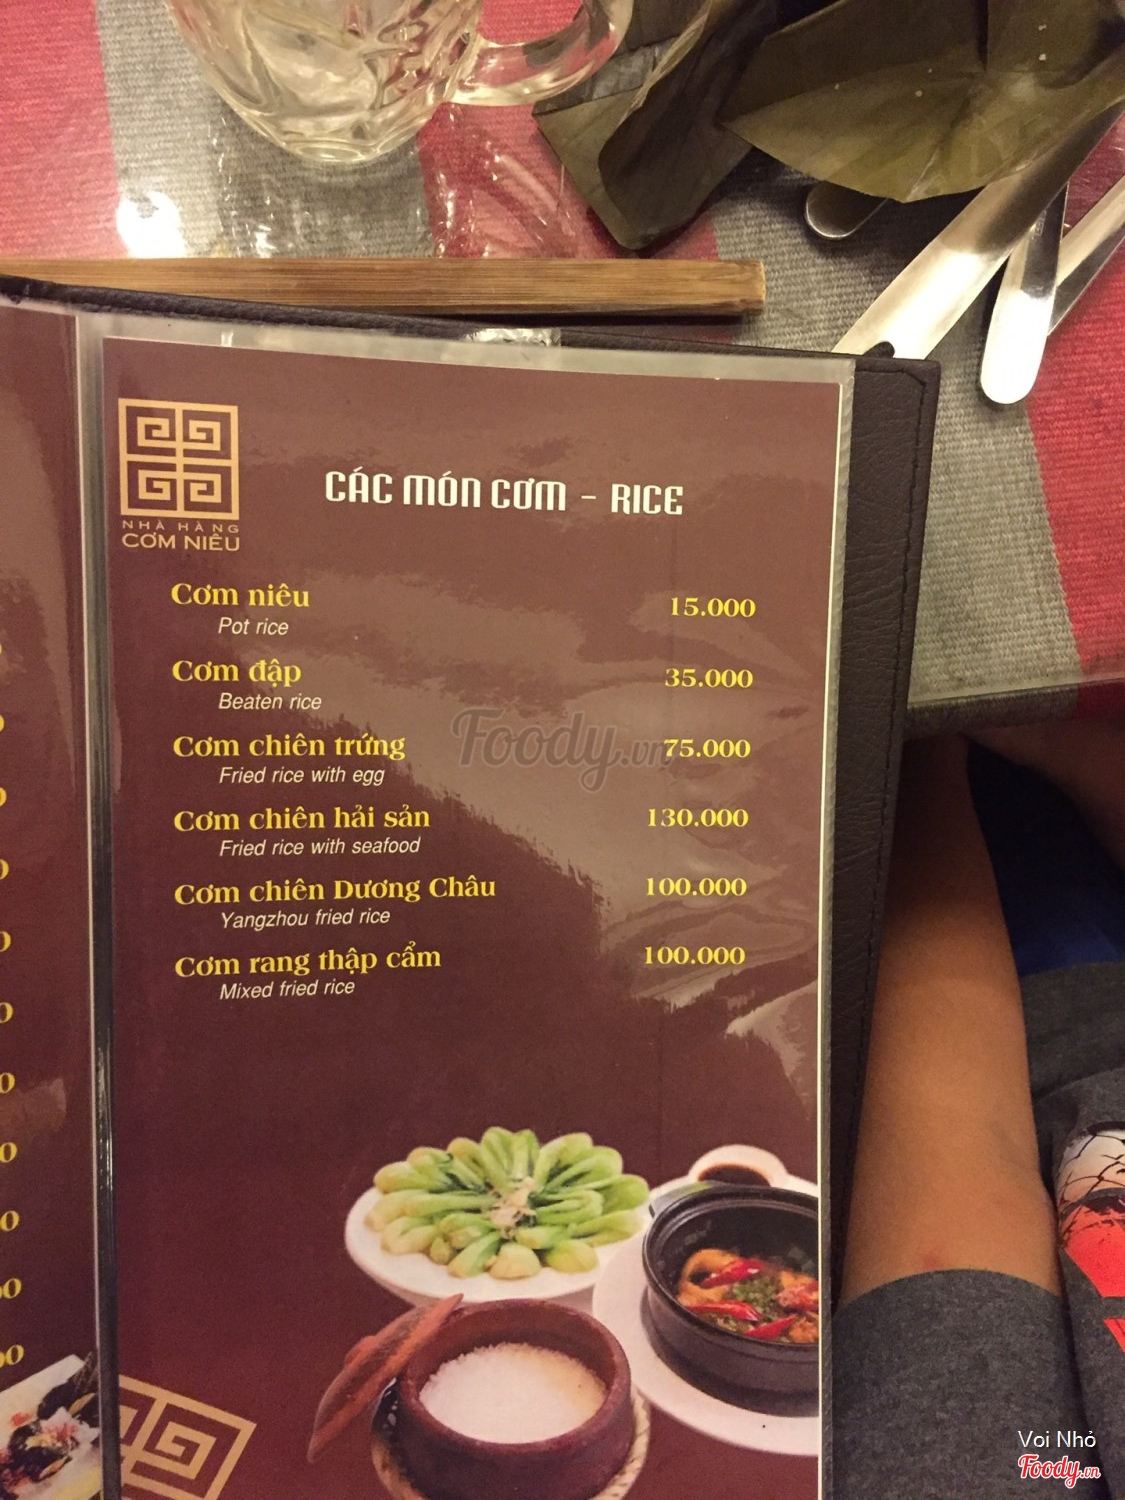 NHÀ HÀNG
CƠM NIÊU
CÁC MÓN CƠM - RICE
Cơm niêu 15.000
Pot rice
Cơm đập 35.000
Beaten rice
Cơm chiên trứng 75.000
Fried rice with egg
Cơm chiên hải sản 130.000
Fried rice with seafood
Cơm chiên Dương Châu 100.000
Yangzhou fried rice
Cơm rang thập cẩm 100.000
Mixed fried rice
Foody.vn
Voi Nhỏ
Foody.vn